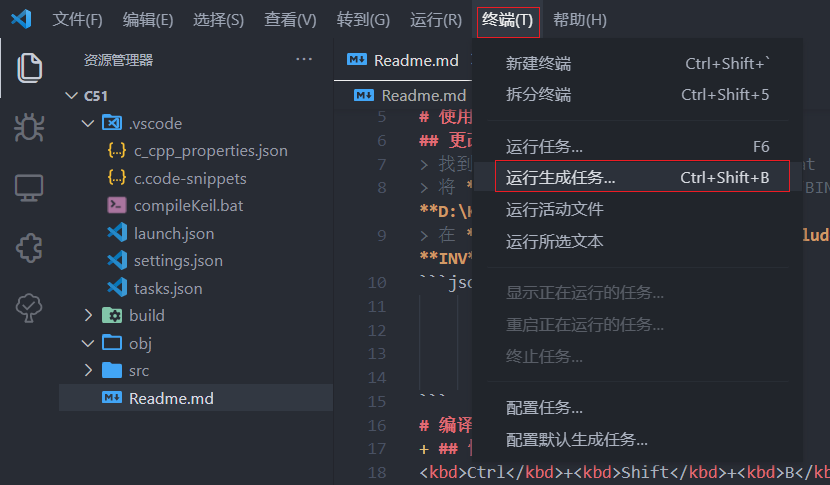 文件(F) 编辑(E) 选择(S) 查看(V) 转到(G) 运行(R) 终端(T) 帮助(H)
资源管理器 ...
C51
.vscode
{..} c_cpp_properties.json
{..} c.code-snippets
compileKeil.bat
launch.json
settings.json
tasks.json
build
obj
src
Readme.md
Readme.md
Readme.md
5 # 使用
6 ##
7 > 找到
8 > 将 ** BIN
**D:\
9 > 在 * lud
**INV*
10 ```jso
11
12
13
14
15 ```
16 # 编译
17 + ##
18 <kbd>Ctrl</kbd>+<kbd>Shift</kbd>+<kbd>B</kb
新建终端 Ctrl+Shift+`
拆分终端 Ctrl+Shift+5
运行任务... F6
运行生成任务... Ctrl+Shift+B
运行活动文件
运行所选文本
显示正在运行的任务...
重启正在运行的任务...
终止任务...
配置任务...
配置默认生成任务...